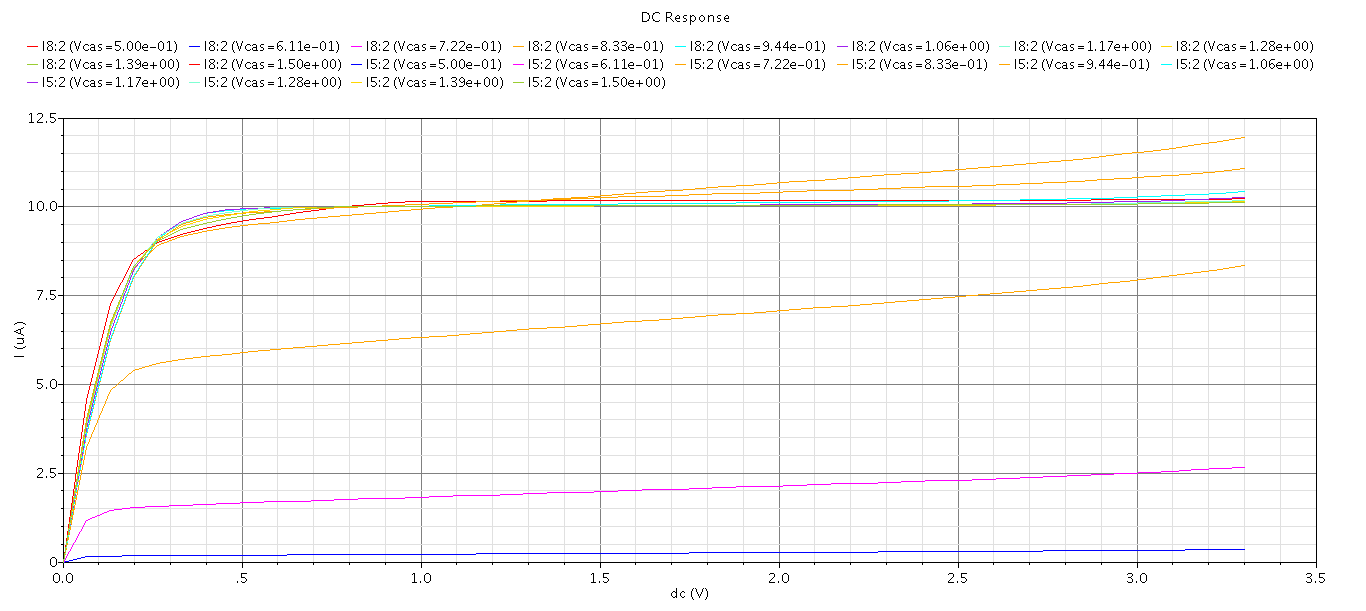 DC Response
I8:2 (Vcas=5.00e-01) I8:2 (Vcas=6.11e-01) I8:2 (Vcas=7.22e-01) I8:2 (Vcas=8.33e-01) I8:2 (Vcas=9.44e-01) I8:2 (Vcas=1.06e+00) I8:2 (Vcas=1.17e+00) I8:2 (Vcas=1.28e+00)
I8:2 (Vcas=1.39e+00) I8:2 (Vcas=1.50e+00) I5:2 (Vcas=5.00e-01) I5:2 (Vcas=6.11e-01) I5:2 (Vcas=7.22e-01) I5:2 (Vcas=8.33e-01) I5:2 (Vcas=9.44e-01) I5:2 (Vcas=1.06e+00)
I5:2 (Vcas=1.17e+00) I5:2 (Vcas=1.28e+00) I5:2 (Vcas=1.39e+00) I5:2 (Vcas=1.50e+00)
12.5
10.0
7.5
5.0
2.5
0
I (uA)
0.0 .5 1.0 1.5 2.0 2.5 3.0 3.5
dc (V)